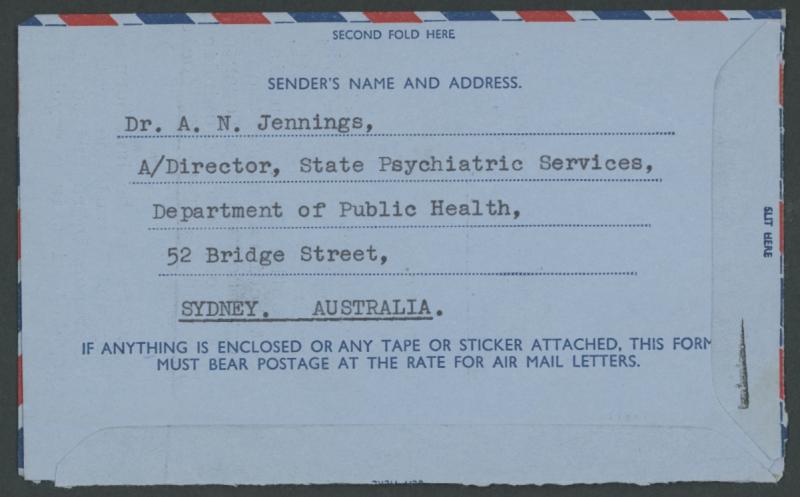 SECOND FOLD HERE
SENDER'S NAME AND ADDRESS.
Dr. A. N. Jennings,
A/Director, State Psychiatric Services,
Department of Public Health,
52 Bridge Street,
SYDNEY. AUSTRALIA.
SLIT HERE
IF ANYTHING IS ENCLOSED OR ANY TAPE OR STICKER ATTACHED, THIS FORM
MUST BEAR POSTAGE AT THE RATE FOR AIR MAIL LETTERS.